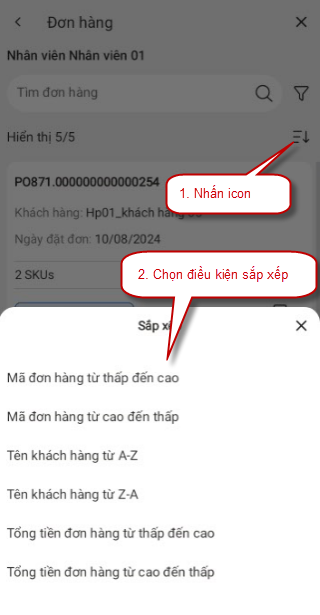 Đơn hàng
Nhân viên Nhân viên 01
Tìm đơn hàng
Hiển thị 5/5
PO871.000000000000254
1. Nhấn icon
Khách hàng: Hp01_khách hàng
Ngày đặt đơn: 10/08/2024
2 SKUs
2. Chọn điều kiện sắp xếp
Sắp
Mã đơn hàng từ thấp đến cao
Mã đơn hàng từ cao đến thấp
Tên khách hàng từ A-Z
Tên khách hàng từ Z-A
Tổng tiền đơn hàng từ thấp đến cao
Tổng tiền đơn hàng từ cao đến thấp